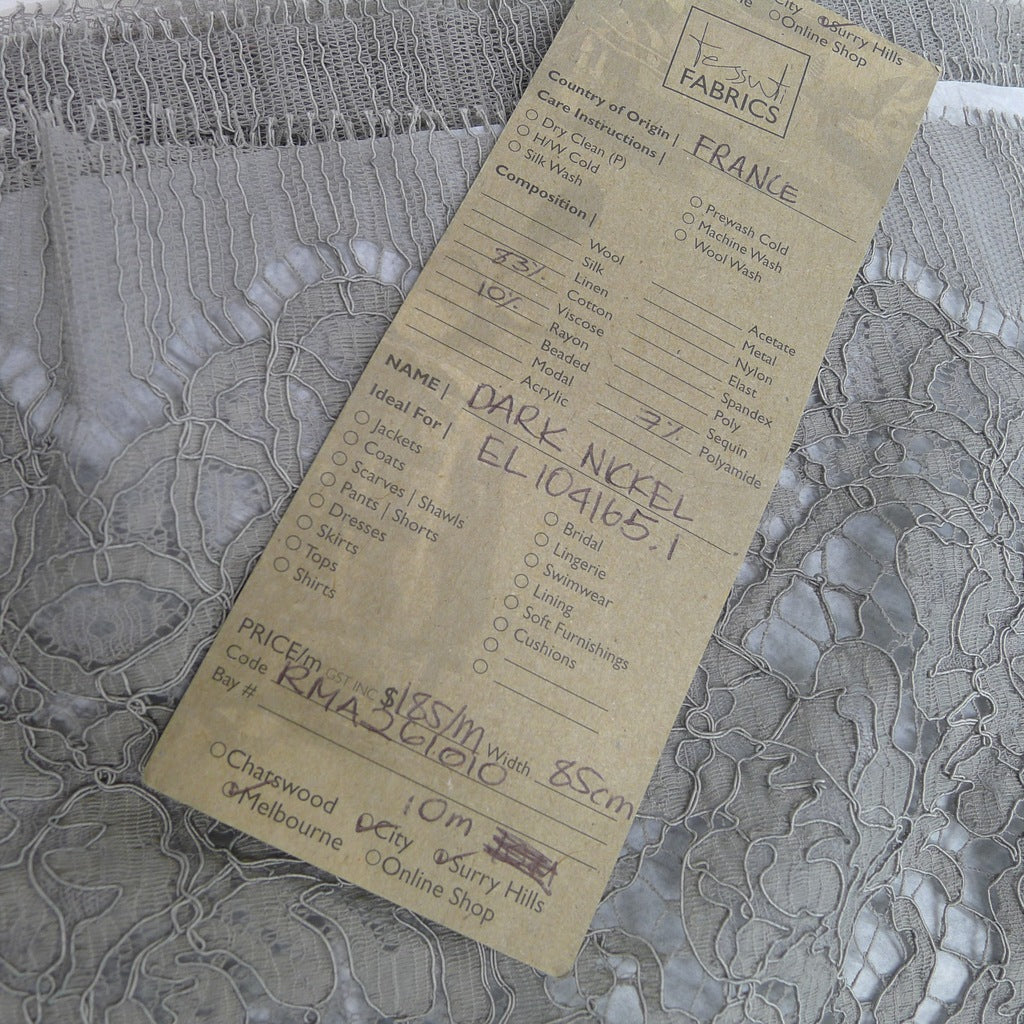 City
Surry Hills
Online Shop
tessuti
FABRICS
Country of Origin | FRANCE
Care Instructions |
Dry Clean (P)
H/W Cold
Silk Wash
Prewash Cold
Machine Wash
Wool Wash
Composition |
Wool
Silk
Linen
83% Cotton
Viscose
10% Rayon
Beaded
Modal
Acrylic
Acetate
Metal
Nylon
Elast
Spandex
Poly
Sequin
7% Polyamide
NAME | DARK NICKEL
EL104165.1
Ideal For |
Jackets
Coats
Scarves | Shawls
Pants | Shorts
Dresses
Skirts
Tops
Shirts
Bridal
Lingerie
Swimwear
Lining
Soft Furnishings
Cushions
PRICE/m GST INC $185/m Width 85cm
Code RMA261010
Bay #
10m
Chatswood
Melbourne
City
Surry Hills
Online Shop